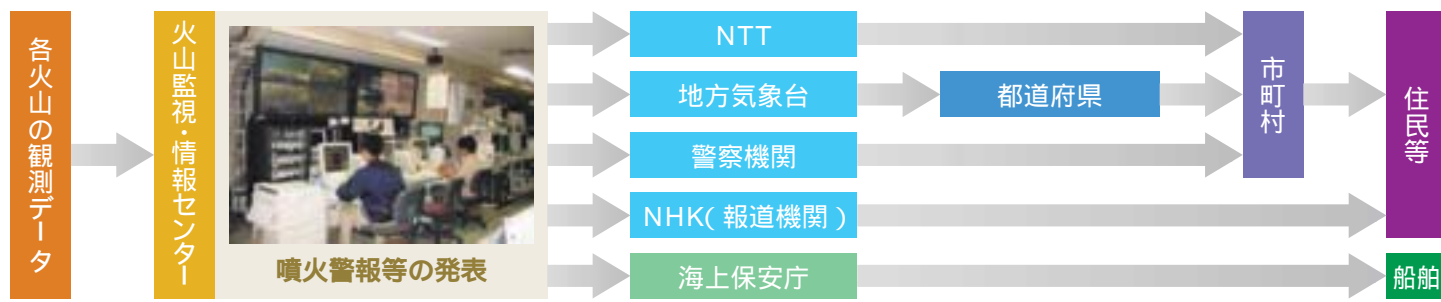 各火山の観測データ
火山監視・情報センター
噴火警報等の発表
NTT
地方気象台
都道府県
警察機関
NHK(報道機関)
海上保安庁
市町村
住民等
船舶